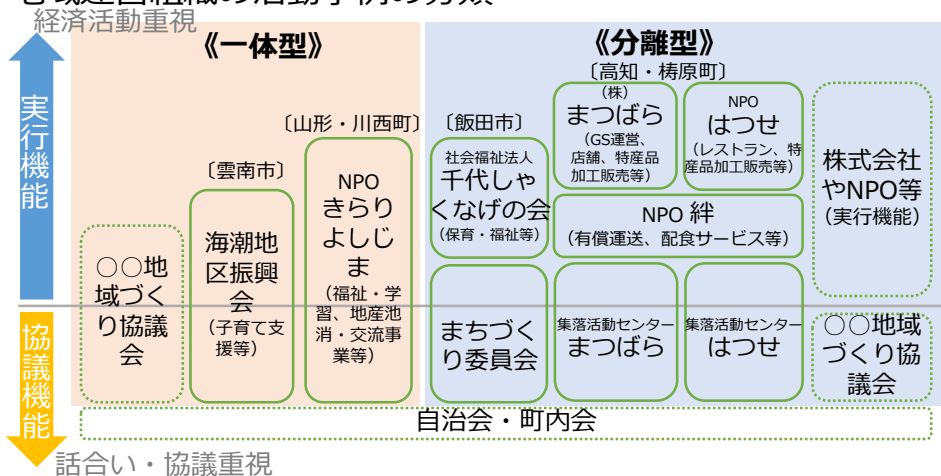 経済活動重視
《一体型》
《分離型》
実行機能
協議機能
○○地
域づく
り協議
会
〔雲南市〕
海潮地
区振興
会
（子育て支
援等）
〔山形・川西町〕
NPO
きらり
よしじ
ま
（福祉・学
習、地産池
消・交流事
業等）
〔飯田市〕
社会福祉法人
千代しゃ
くなげの会
（保育・福祉等）
まちづく
り委員会
〔高知・梼原町〕
（株）
まつばら
（GS運営、
店舗、特産品
加工販売等）
NPO
はつせ
（レストラン、特
産品加工販売等）
NPO 絆
（有償運送、配食サービス等）
集落活動センター
まつばら
集落活動センター
はつせ
株式会社
やNPO等
（実行機能）
○○地域
づくり協
議会
自治会・町内会
話合い・協議重視